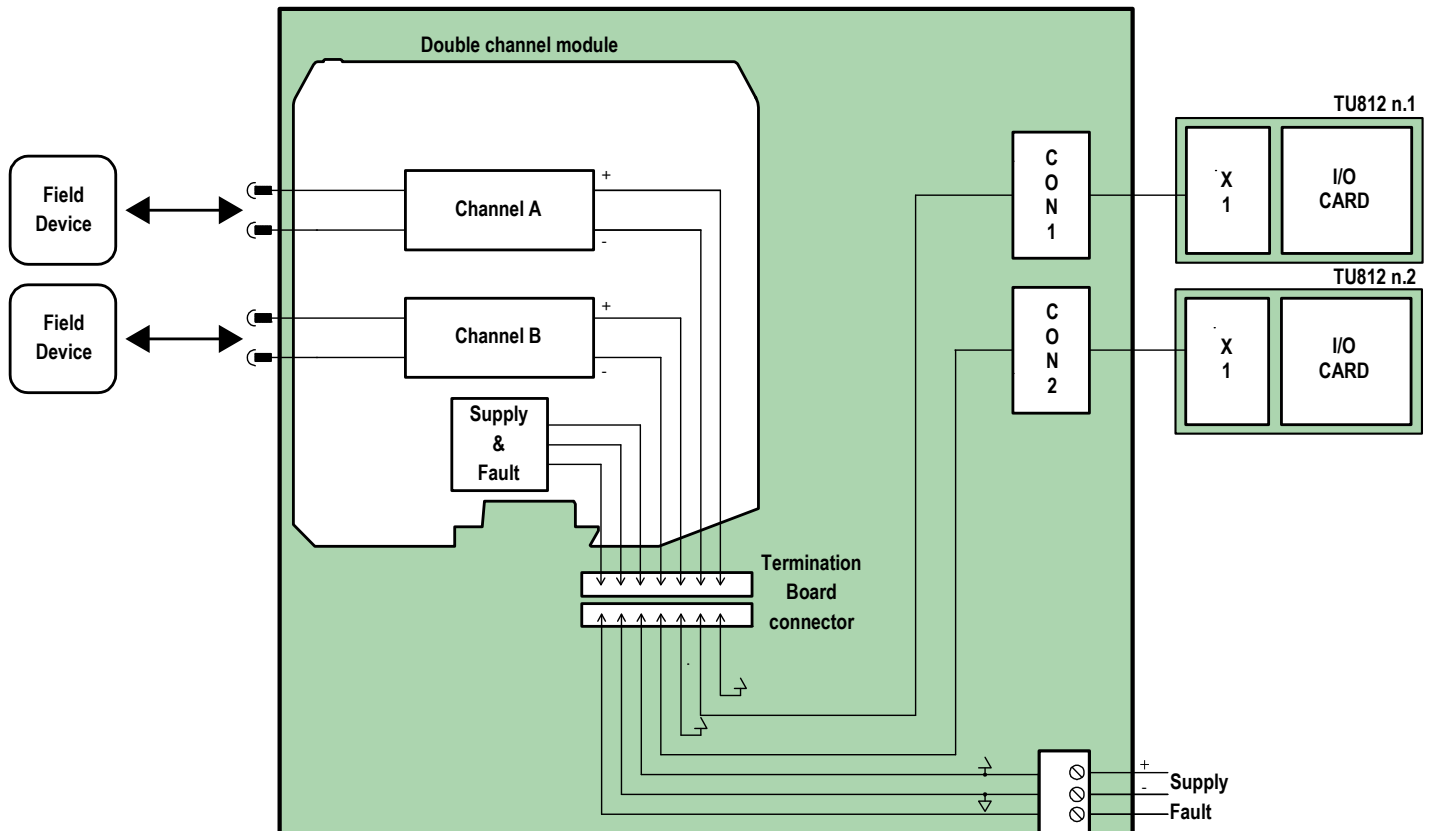 Double channel module
TU812 n.1
Field
Device
+
Channel A
-
C
O
N
1
X
1
I/O
CARD
TU812 n.2
Field
Device
+
Channel B
-
C
O
N
2
X
1
I/O
CARD
Supply
&
Fault
Termination
Board
connector
+
-
Supply
Fault